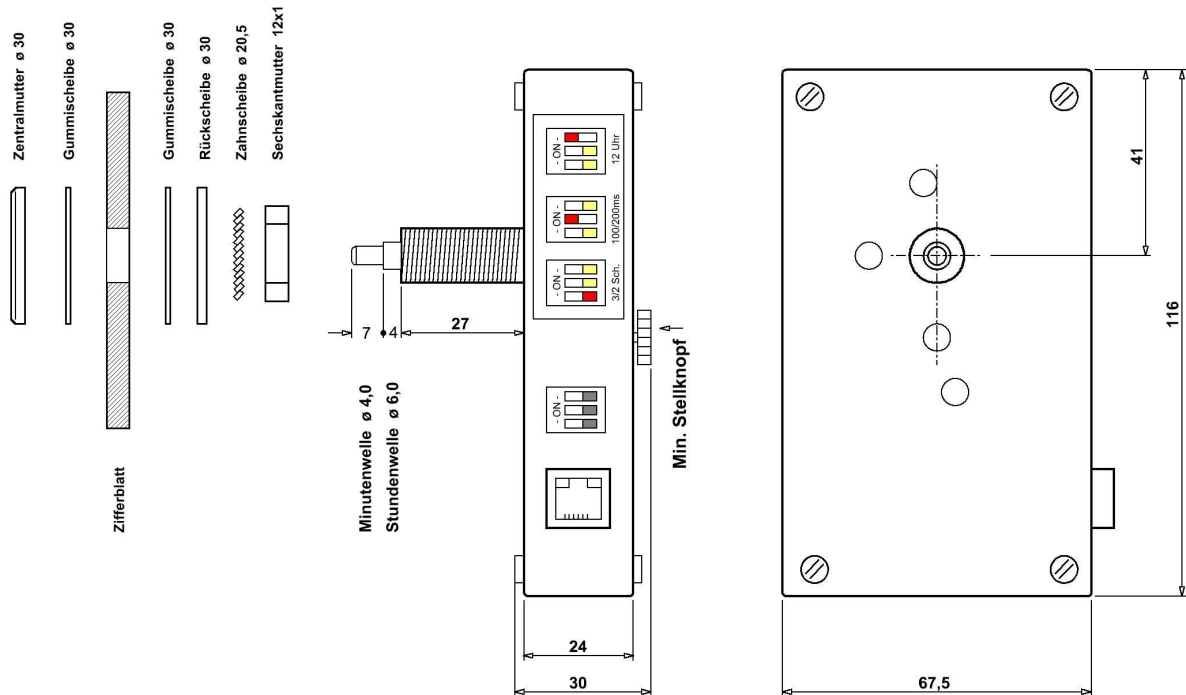 Zentralmutter ø 30
Gummischeibe ø 30
Zifferblatt
Gummischeibe ø 30
Rückscheibe ø 30
Zahnscheibe ø 20,5
Sechskantmutter 12x1
7
4
27
Minutenwelle ø 4,0
Stundenwelle ø 6,0
- ON -
12 Uhr
- ON -
100/200ms
- ON -
3/2 Sch.
- ON -
Min. Stellknopf
24
30
41
116
67,5